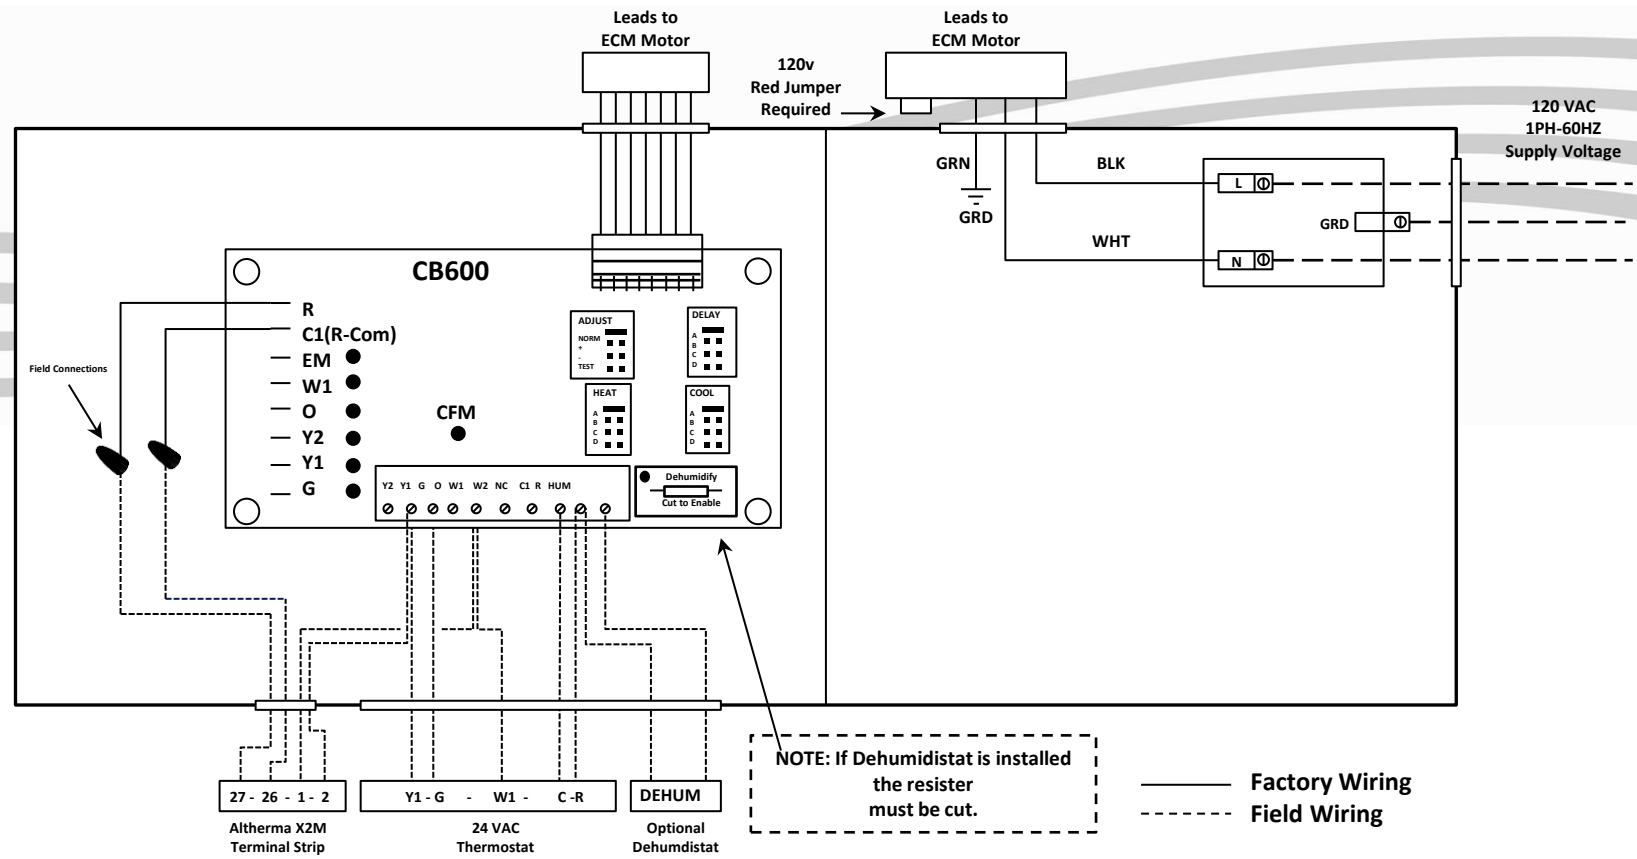 Leads to
ECM Motor
Leads to
ECM Motor
120v
Red Jumper
Required
120 VAC
1PH-60HZ
Supply Voltage
GRN
BLK
GRD
WHT
L
GRD
N
CB600
R
C1(R-Com)
EM
W1
O
Y2
Y1
G
Field Connections
CFM
ADJUST
NORM
+
-
TEST
DELAY
A
B
C
D
HEAT
A
B
C
D
COOL
A
B
C
D
Y2 Y1 G O W1 W2 NC C1 R HUM
Dehumidify
Cut to Enable
27 - 26 - 1 - 2
Altherma X2M
Terminal Strip
Y1 - G - W1 - C -R
24 VAC
Thermostat
DEHUM
Optional
Dehumdistat
NOTE: If Dehumidistat is installed
the resister
must be cut.
Factory Wiring
Field Wiring